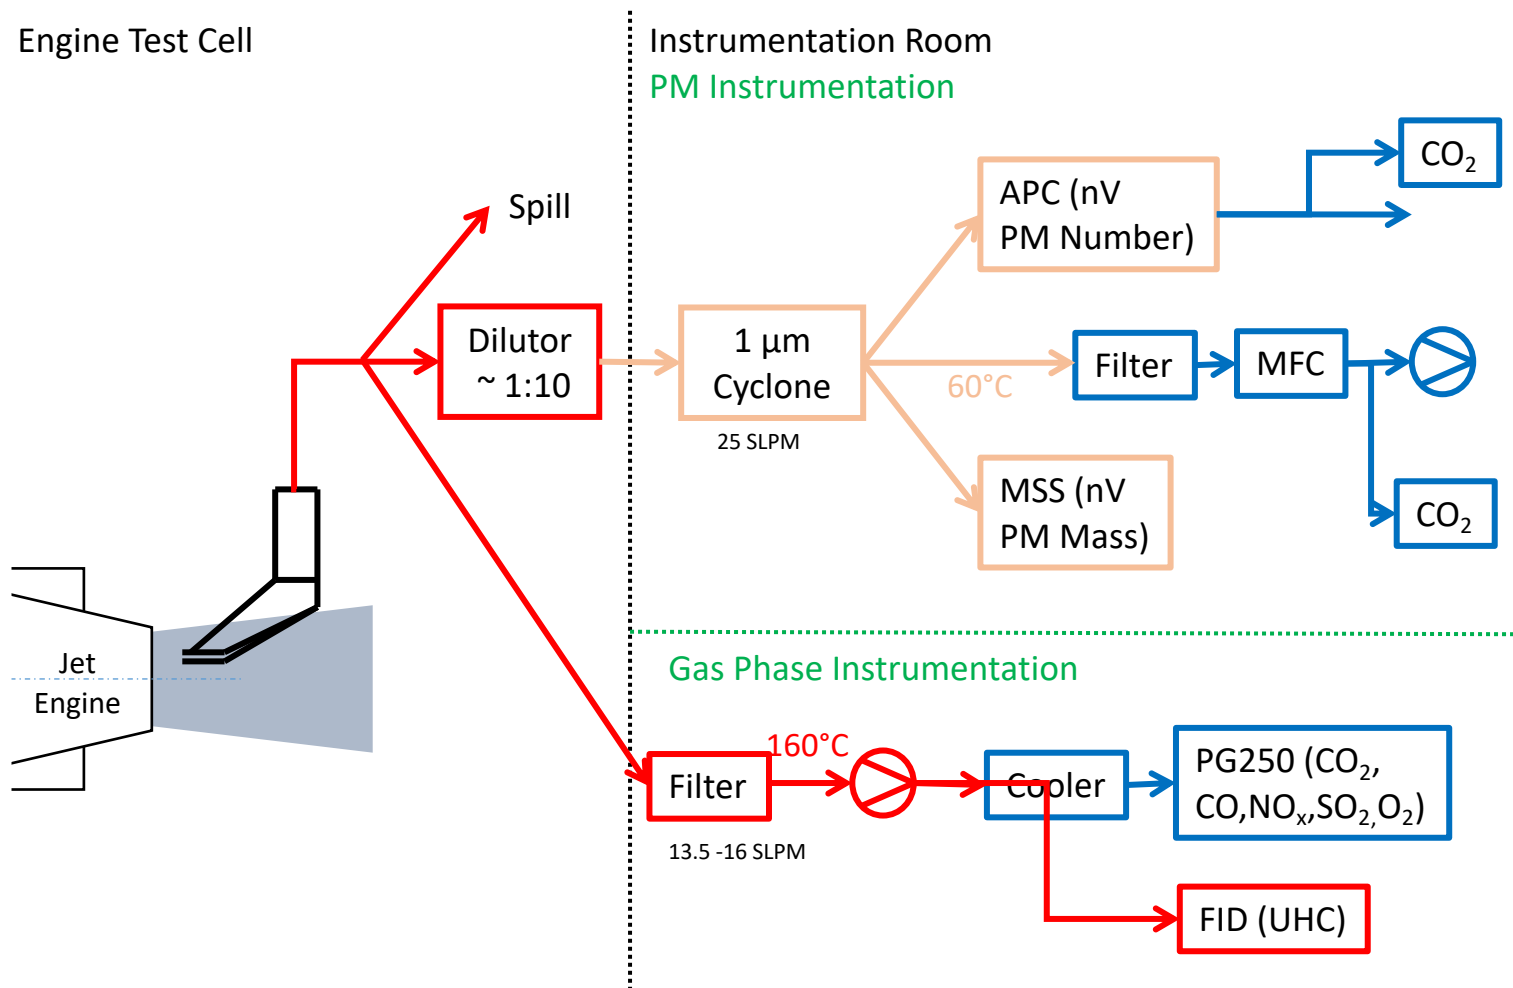 Engine Test Cell
Instrumentation Room
PM Instrumentation
CO₂
APC (nV
PM Number)
Spill
Dilutor
~ 1:10
1 µm
Cyclone
25 SLPM
60°C
Filter
MFC
MSS (nV
PM Mass)
CO₂
Jet
Engine
Gas Phase Instrumentation
160°C
Filter
13.5 -16 SLPM
Cooler
PG250 (CO₂,
CO,NOₓ,SO₂,O₂)
FID (UHC)